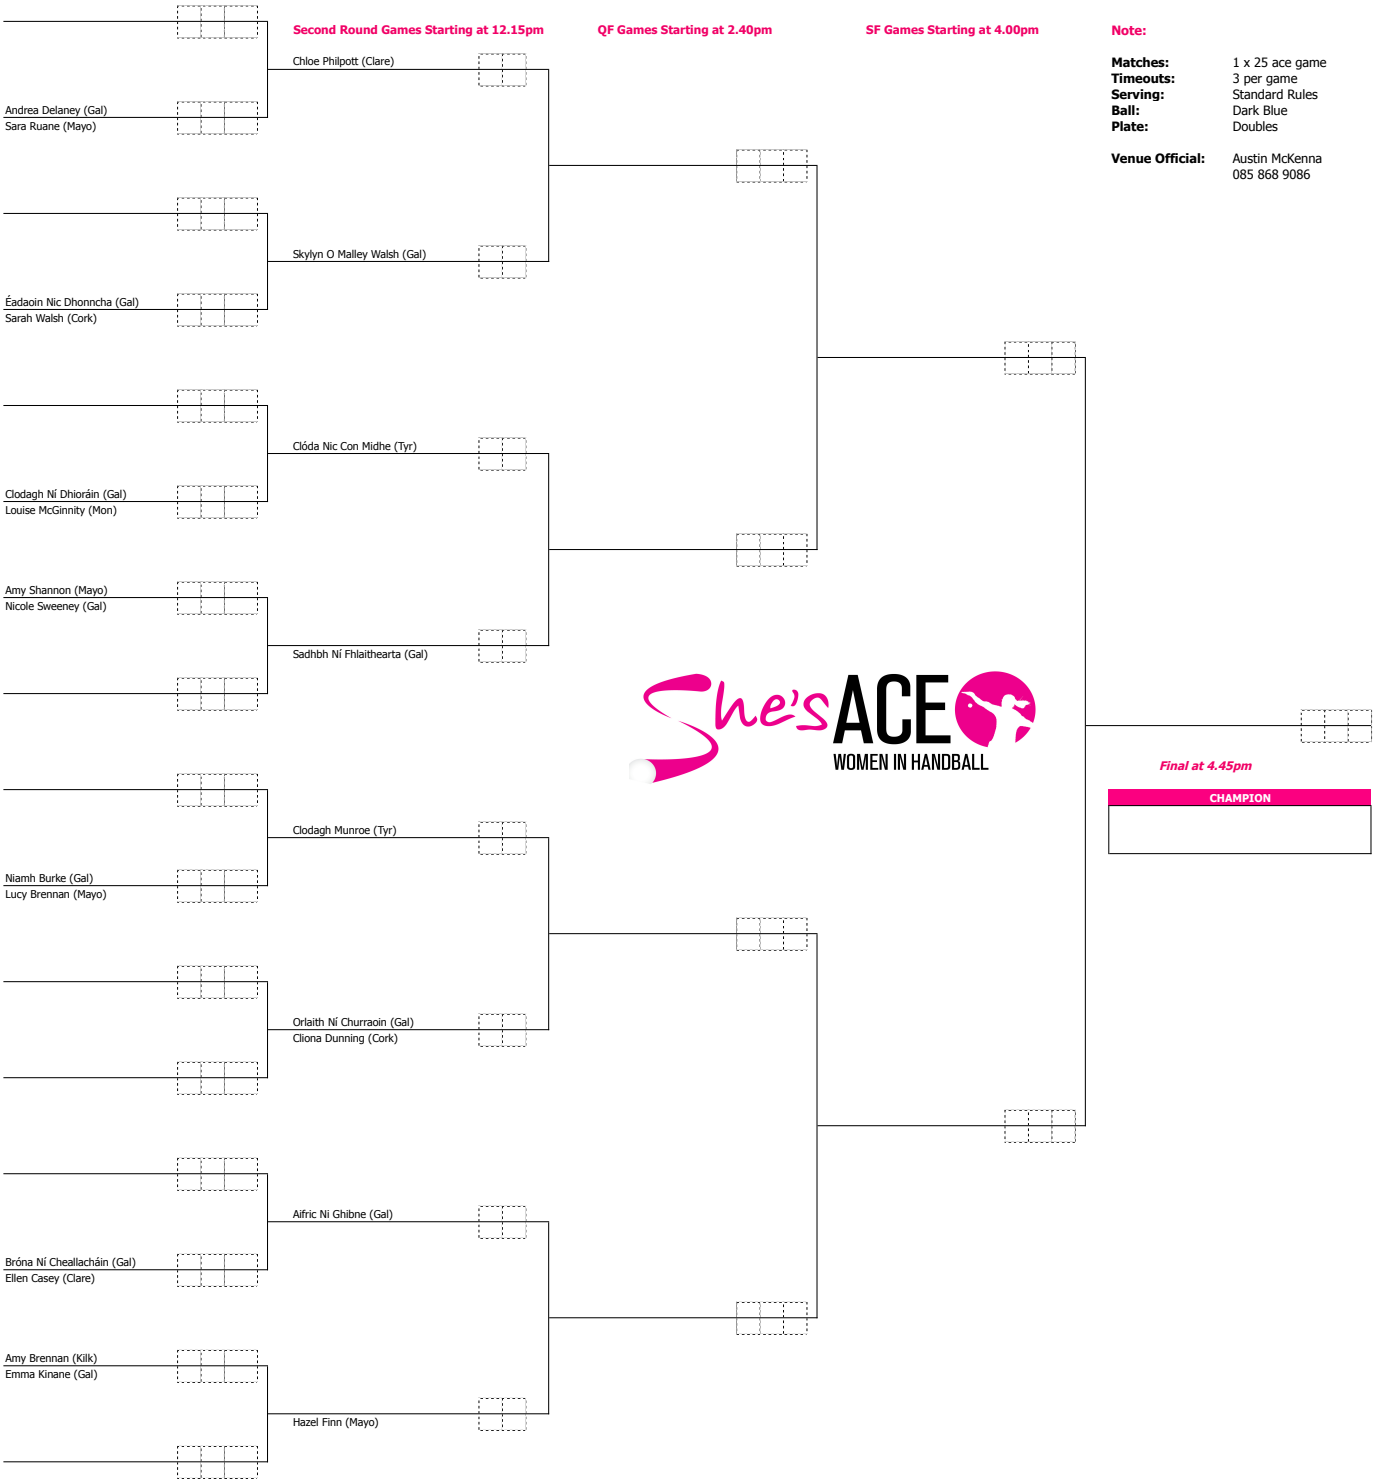 Second Round Games Starting at 12.15pm
QF Games Starting at 2.40pm
SF Games Starting at 4.00pm
Note:
Matches: 1 x 25 ace game
Timeouts: 3 per game
Serving: Standard Rules
Ball: Dark Blue
Plate: Doubles
Venue Official: Austin McKenna
085 868 9086
Chloe Philpott (Clare)
Andrea Delaney (Gal)
Sara Ruane (Mayo)
Skylyn O Malley Walsh (Gal)
Éadaoin Nic Dhonncha (Gal)
Sarah Walsh (Cork)
Clóda Nic Con Midhe (Tyr)
Clodagh Ní Dhioráin (Gal)
Louise McGinnity (Mon)
Amy Shannon (Mayo)
Nicole Sweeney (Gal)
Sadhbh Ní Fhlaithearta (Gal)
She's ACE
WOMEN IN HANDBALL
Final at 4.45pm
CHAMPION
Clodagh Munroe (Tyr)
Niamh Burke (Gal)
Lucy Brennan (Mayo)
Orlaith Ní Churraoin (Gal)
Cliona Dunning (Cork)
Aifric Ni Ghibne (Gal)
Bróna Ní Cheallacháin (Gal)
Ellen Casey (Clare)
Amy Brennan (Kilk)
Emma Kinane (Gal)
Hazel Finn (Mayo)